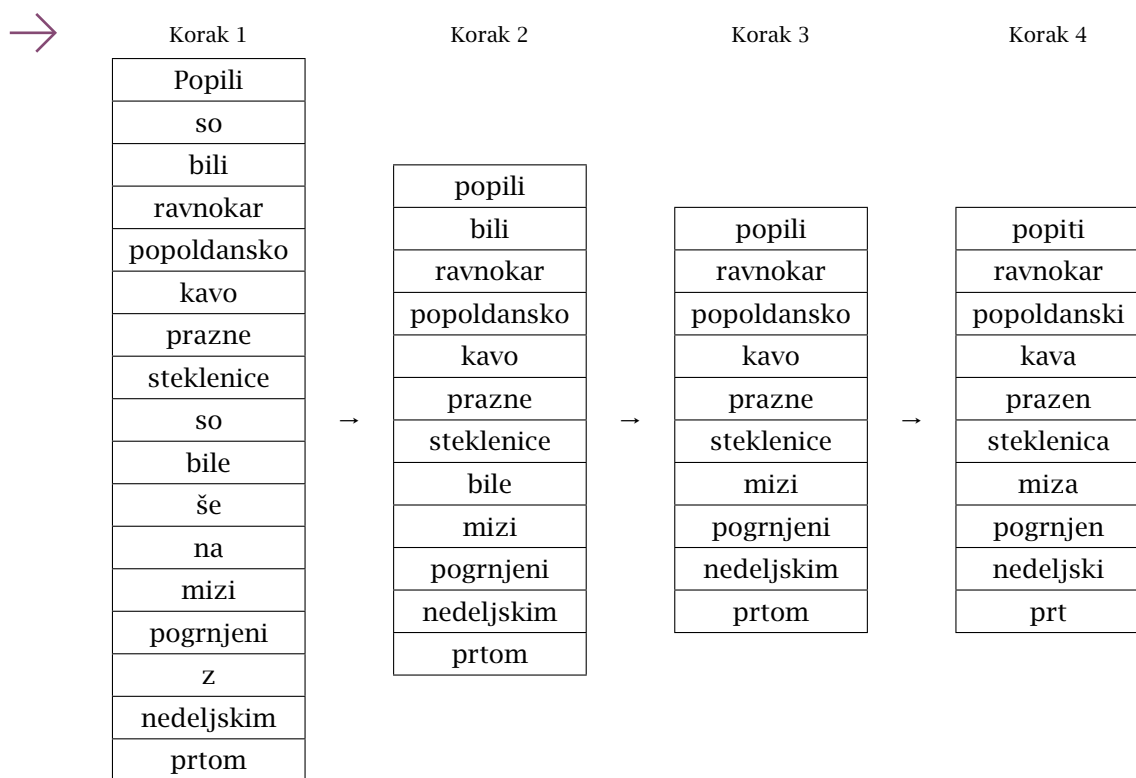 Korak 1
Popili
so
bili
ravnokar
popoldansko
kavo
prazne
steklenice
so
bile
še
na
mizi
pogrnjeni
z
nedeljskim
prtom
→
Korak 2
popili
bili
ravnokar
popoldansko
kavo
prazne
steklenice
bile
mizi
pogrnjeni
nedeljskim
prtom
→
Korak 3
popili
ravnokar
popoldansko
kavo
prazne
steklenice
mizi
pogrnjeni
nedeljskim
prtom
→
Korak 4
popiti
ravnokar
popoldanski
kava
prazen
steklenica
miza
pogrnjen
nedeljski
prt